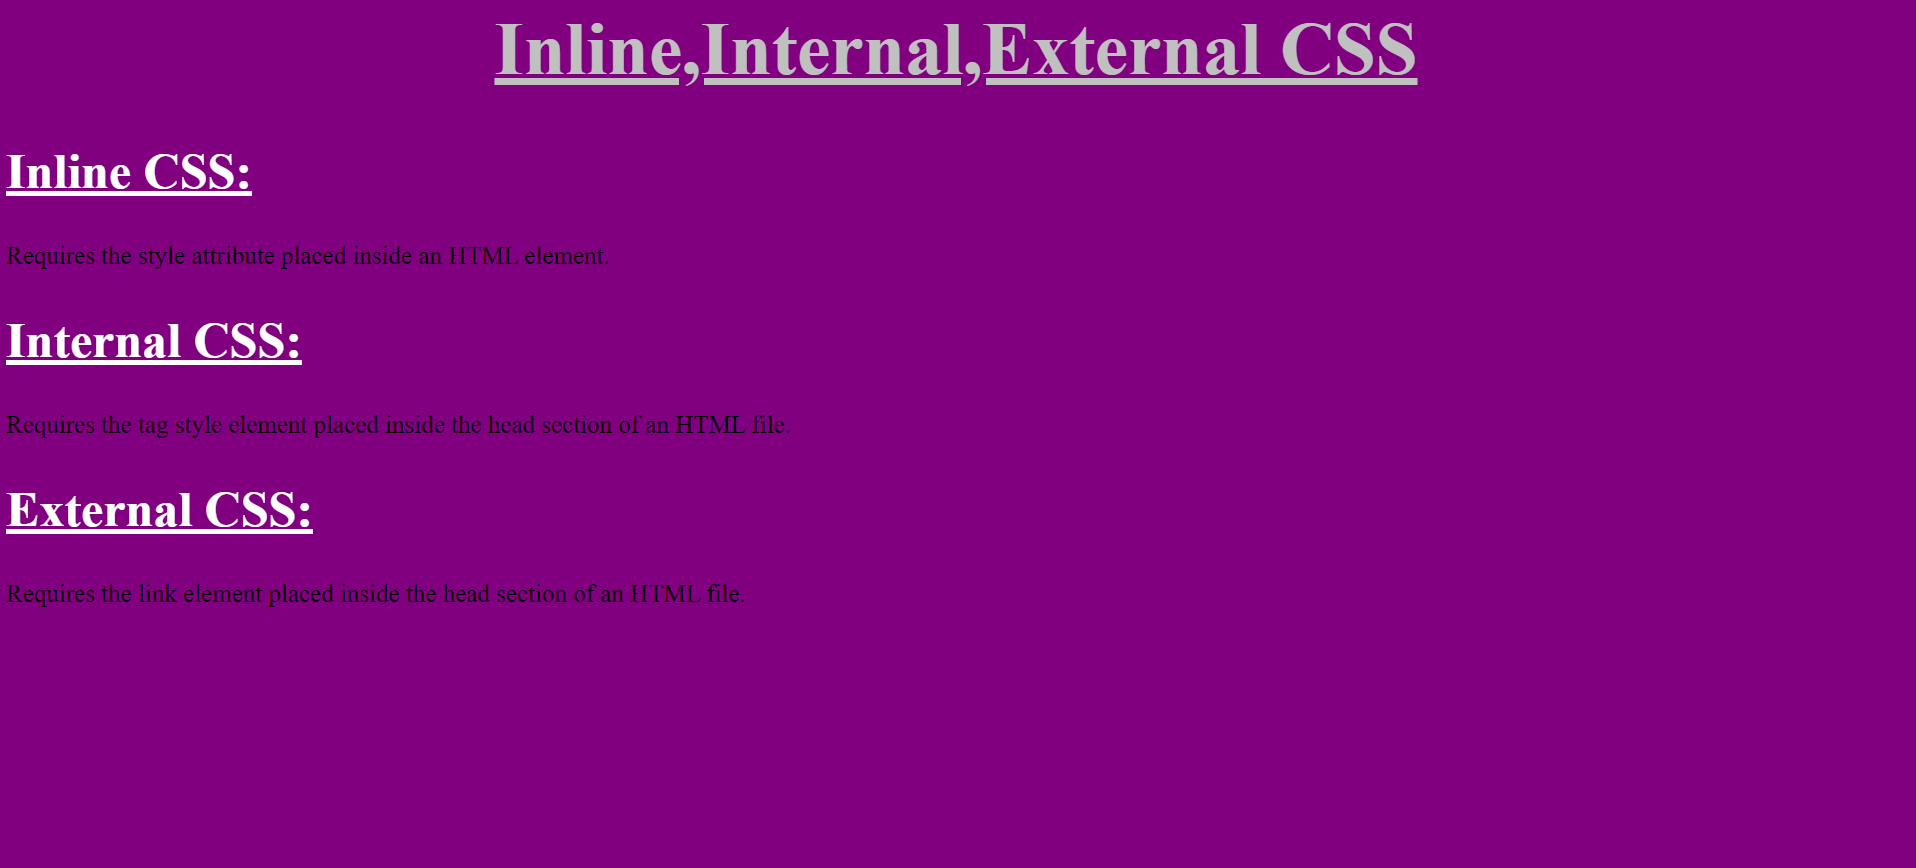 Inline,Internal,External CSS
Inline CSS:
Requires the style attribute placed inside an HTML element.
Internal CSS:
Requires the tag style element placed inside the head section of an HTML file.
External CSS:
Requires the link element placed inside the head section of an HTML file.